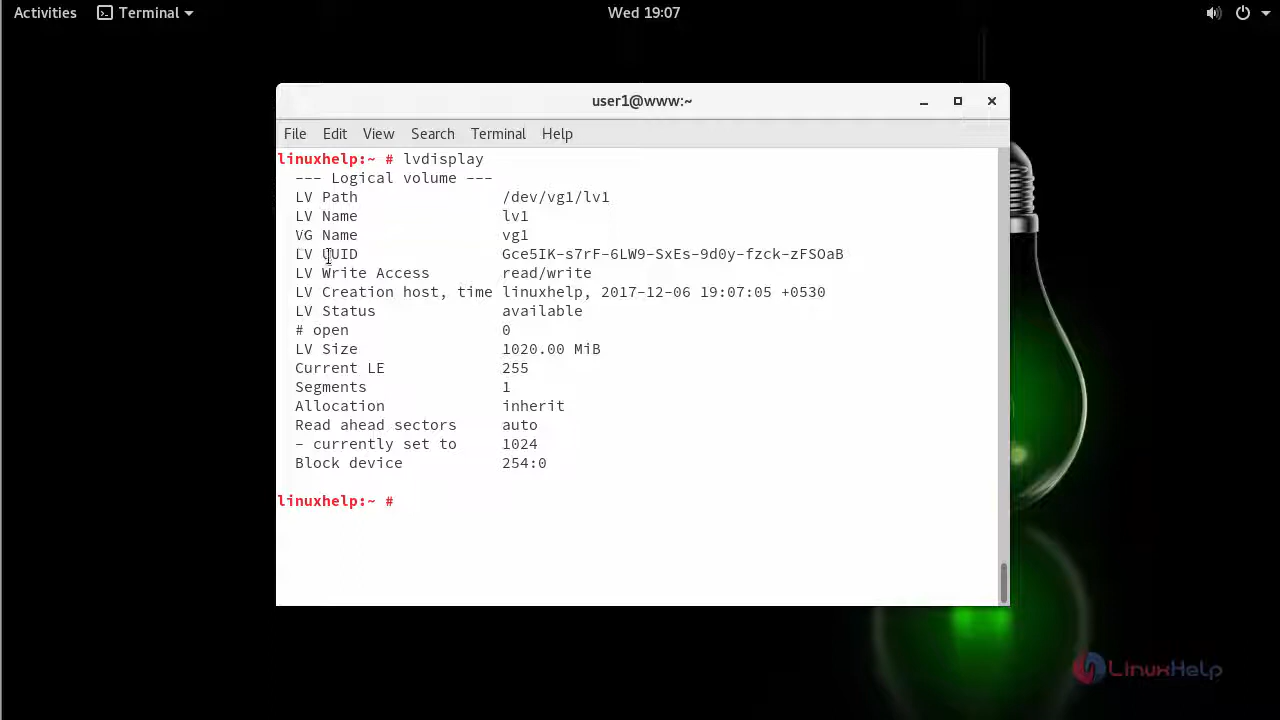 Activities Terminal Wed 19:07
user1@www:~
File Edit View Search Terminal Help
linuxhelp:~ # lvdisplay
--- Logical volume ---
LV Path /dev/vg1/lv1
LV Name lv1
VG Name vg1
LV UUID Gce5IK-s7rF-6LW9-SxEs-9d0y-fzck-zFSOaB
LV Write Access read/write
LV Creation host, time linuxhelp, 2017-12-06 19:07:05 +0530
LV Status available
# open 0
LV Size 1020.00 MiB
Current LE 255
Segments 1
Allocation inherit
Read ahead sectors auto
- currently set to 1024
Block device 254:0
linuxhelp:~ #
LinuxHelp